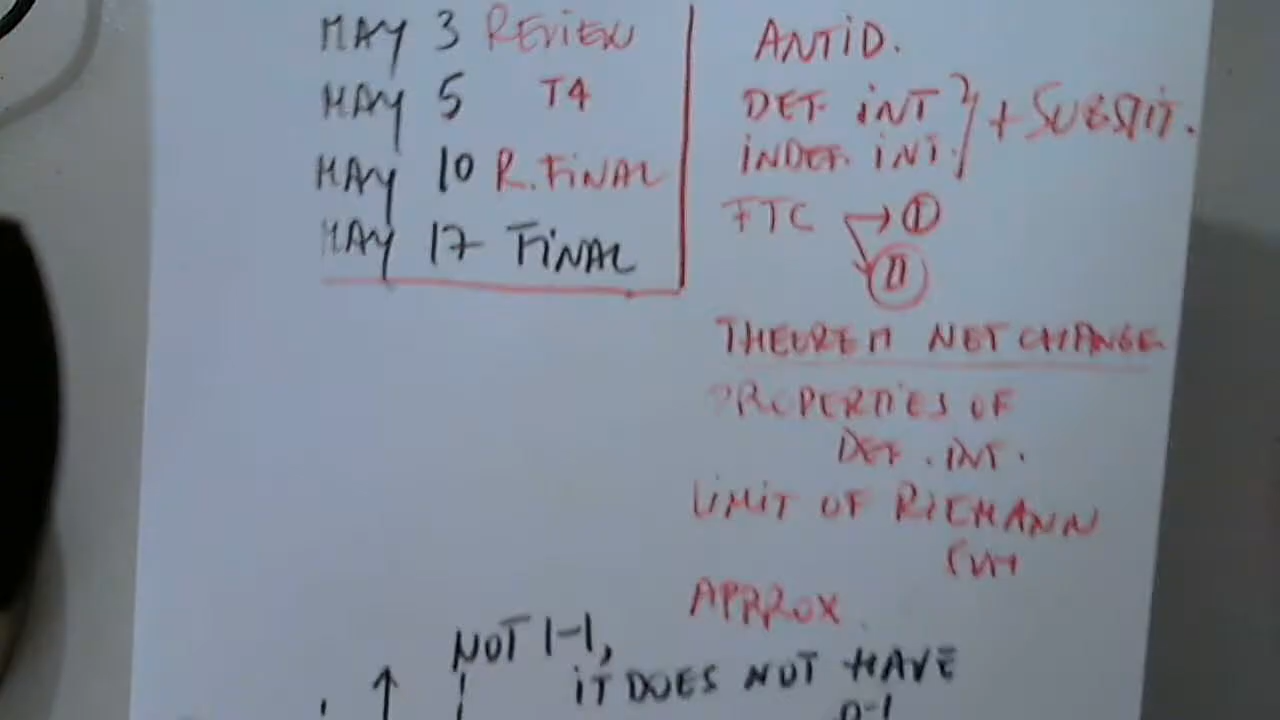 MAY 3 REVIEW
MAY 5 T4
MAY 10 R. FINAL
MAY 17 FINAL
ANTID.
DEF INT
INDEF. INT.
} + SUBSTIT.
FTC → I
II
THEOREM NET CHANGE
PROPERTIES OF
DEF. INT.
LIMIT OF RIEMANN
SUM
APPROX.
NOT 1-1,
IT DOES NOT HAVE